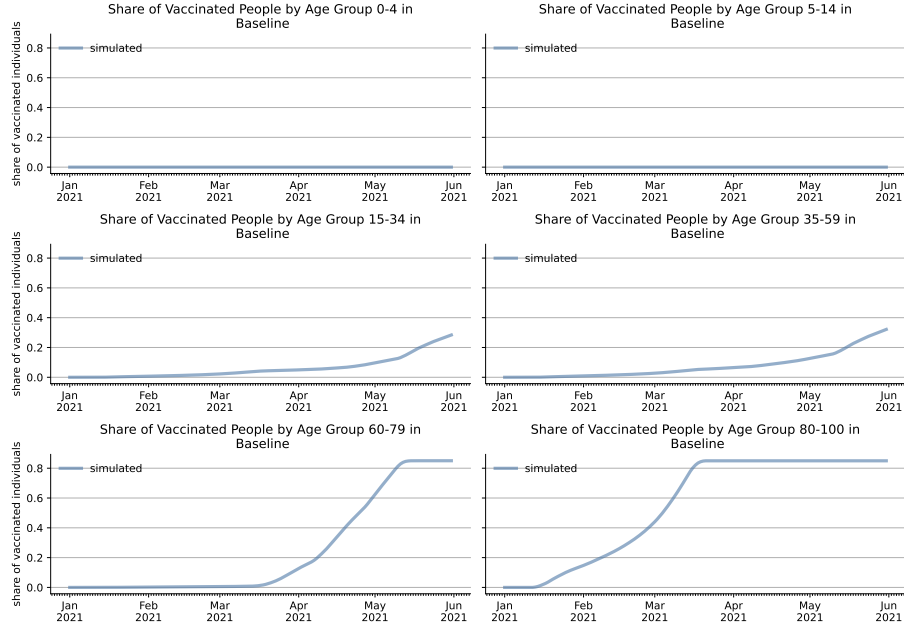 Share of Vaccinated People by Age Group 0-4 in
Baseline
share of vaccinated individuals
0.8
0.6
0.4
0.2
0.0
simulated
Jan Feb Mar Apr May Jun
2021 2021 2021 2021 2021 2021
Share of Vaccinated People by Age Group 5-14 in
Baseline
simulated
Jan Feb Mar Apr May Jun
2021 2021 2021 2021 2021 2021
Share of Vaccinated People by Age Group 15-34 in
Baseline
share of vaccinated individuals
0.8
0.6
0.4
0.2
0.0
simulated
Jan Feb Mar Apr May Jun
2021 2021 2021 2021 2021 2021
Share of Vaccinated People by Age Group 35-59 in
Baseline
simulated
Jan Feb Mar Apr May Jun
2021 2021 2021 2021 2021 2021
Share of Vaccinated People by Age Group 60-79 in
Baseline
share of vaccinated individuals
0.8
0.6
0.4
0.2
0.0
simulated
Jan Feb Mar Apr May Jun
2021 2021 2021 2021 2021 2021
Share of Vaccinated People by Age Group 80-100 in
Baseline
simulated
Jan Feb Mar Apr May Jun
2021 2021 2021 2021 2021 2021